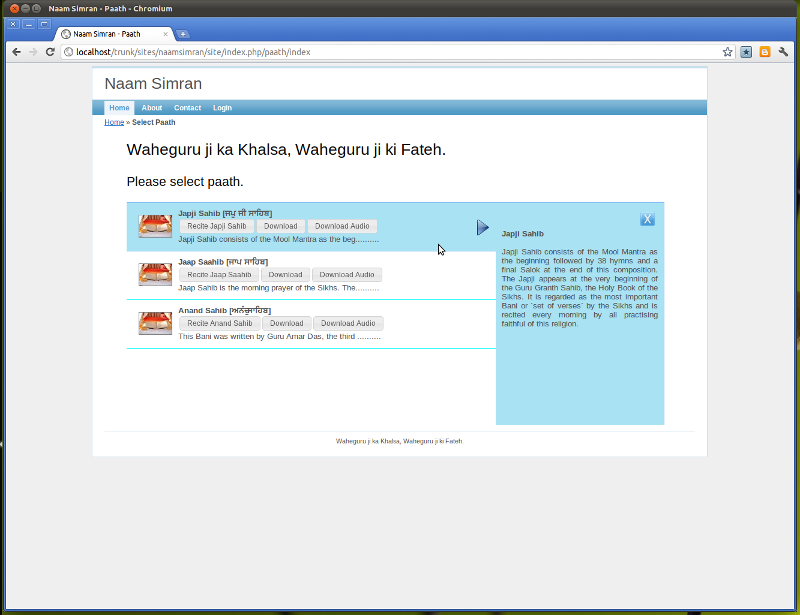 Naam Simran - Paath - Chromium
Naam Simran - Paath
localhost/trunk/sites/naamsimran/site/index.php/paath/index
Naam Simran
Home About Contact Login
Home » Select Paath
Waheguru ji ka Khalsa, Waheguru ji ki Fateh.
Please select paath.
Japji Sahib [ਜਪੁ ਜੀ ਸਾਹਿਬ]
Recite Japji Sahib Download Download Audio
Japji Sahib consists of the Mool Mantra as the beg..........
Jaap Saahib [ਜਾਪ ਸਾਹਿਬ]
Recite Jaap Saahib Download Download Audio
Jaap Sahib is the morning prayer of the Sikhs. The..........
Anand Sahib [ਅਨੰਦੁਸਾਹਿਬ]
Recite Anand Sahib Download Download Audio
This Bani was written by Guru Amar Das, the third ..........
X
Japji Sahib
Japji Sahib consists of the Mool Mantra as
the beginning followed by 38 hymns and a
final Salok at the end of this composition.
The Japji appears at the very beginning of
the Guru Granth Sahib, the Holy Book of the
Sikhs. It is regarded as the most important
Bani or 'set of verses' by the Sikhs and is
recited every morning by all practising
faithful of this religion.
Waheguru ji ka Khalsa, Waheguru ji ki Fateh.